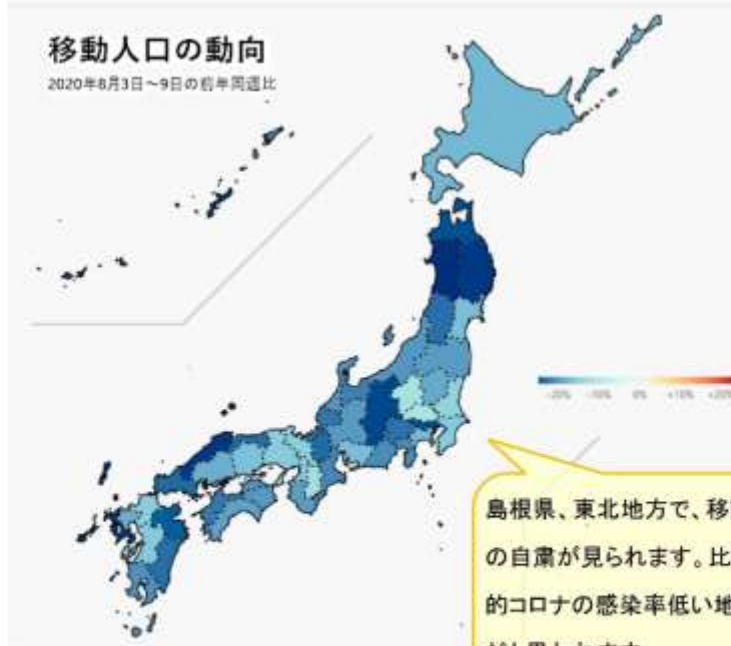 移動人口の動向
2020年8月3日～9日の前年同週比
-20%
-10%
0%
+10%
+20%
島根県、東北地方で、移
の自粛が見られます。比
的コロナの感染率低い地